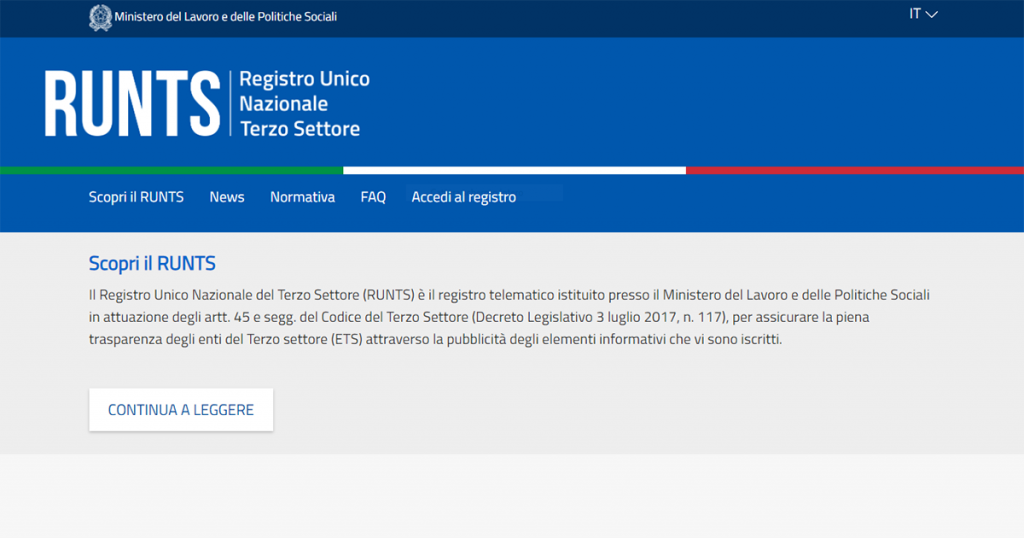 Ministero del Lavoro e delle Politiche Sociali
IT
RUNTS
Registro Unico
Nazionale
Terzo Settore
Scopri il RUNTS News Normativa FAQ Accedi al registro
Scopri il RUNTS
Il Registro Unico Nazionale del Terzo Settore (RUNTS) è il registro telematico istituito presso il Ministero del Lavoro e delle Politiche Sociali
in attuazione degli artt. 45 e segg. del Codice del Terzo Settore (Decreto Legislativo 3 luglio 2017, n. 117), per assicurare la piena
trasparenza degli enti del Terzo settore (ETS) attraverso la pubblicità degli elementi informativi che vi sono iscritti.
CONTINUA A LEGGERE